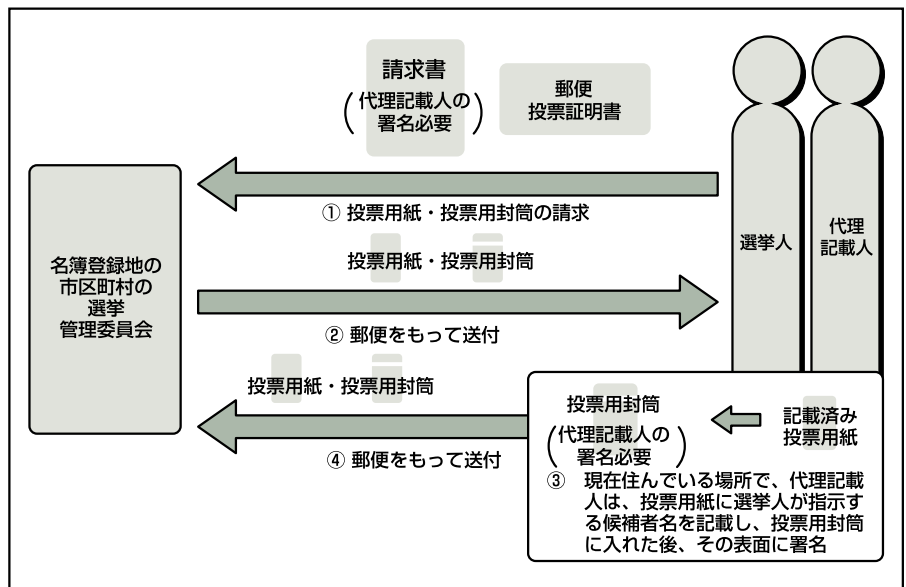 請求書
(代理記載人の
署名必要)
郵便
投票証明書
① 投票用紙・投票用封筒の請求
名簿登録地の
市区町村の
選挙
管理委員会
選挙人
代理
記載人
投票用紙・投票用封筒
② 郵便をもって送付
投票用紙・投票用封筒
④ 郵便をもって送付
投票用封筒
(代理記載人の
署名必要)
記載済み
投票用紙
③ 現在住んでいる場所で、代理記載
人は、投票用紙に選挙人が指示す
る候補者名を記載し、投票用封筒
に入れた後、その表面に署名